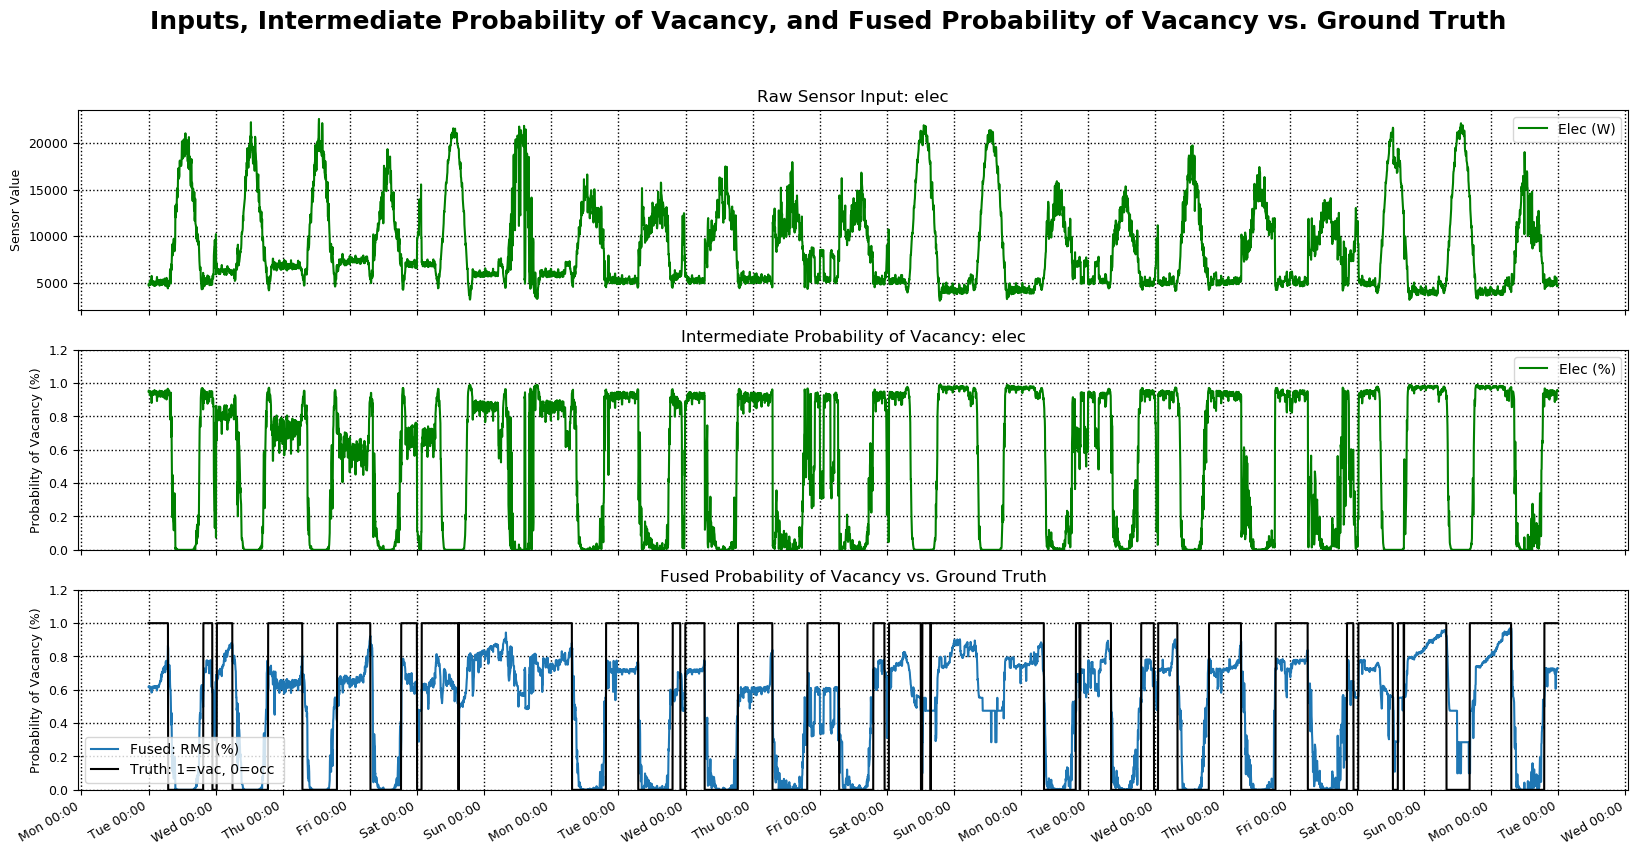 Inputs, Intermediate Probability of Vacancy, and Fused Probability of Vacancy vs. Ground Truth
Raw Sensor Input: elec
Sensor Value
20000
15000
10000
5000
Elec (W)
Intermediate Probability of Vacancy: elec
Probability of Vacancy (%)
1.2
1.0
0.8
0.6
0.4
0.2
0.0
Elec (%)
Fused Probability of Vacancy vs. Ground Truth
Probability of Vacancy (%)
1.2
1.0
0.8
0.6
0.4
0.2
0.0
Fused: RMS (%)
Truth: 1=vac, 0=occ
Mon 00:00
Tue 00:00
Wed 00:00
Thu 00:00
Fri 00:00
Sat 00:00
Sun 00:00
Mon 00:00
Tue 00:00
Wed 00:00
Thu 00:00
Fri 00:00
Sat 00:00
Sun 00:00
Mon 00:00
Tue 00:00
Wed 00:00
Thu 00:00
Fri 00:00
Sat 00:00
Sun 00:00
Mon 00:00
Tue 00:00
Wed 00:00